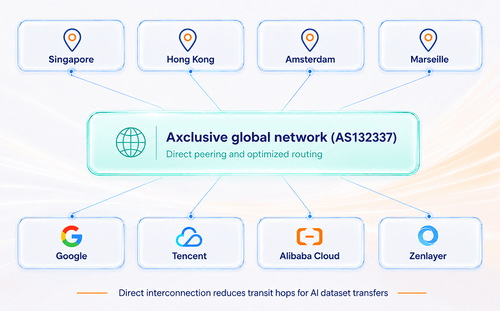 Singapore
Hong Kong
Amsterdam
Marseille
Axclusive global network (AS132337)
Direct peering and optimized routing
Google
Tencent
Alibaba Cloud
Zenlayer
Direct interconnection reduces transit hops for AI dataset transfers